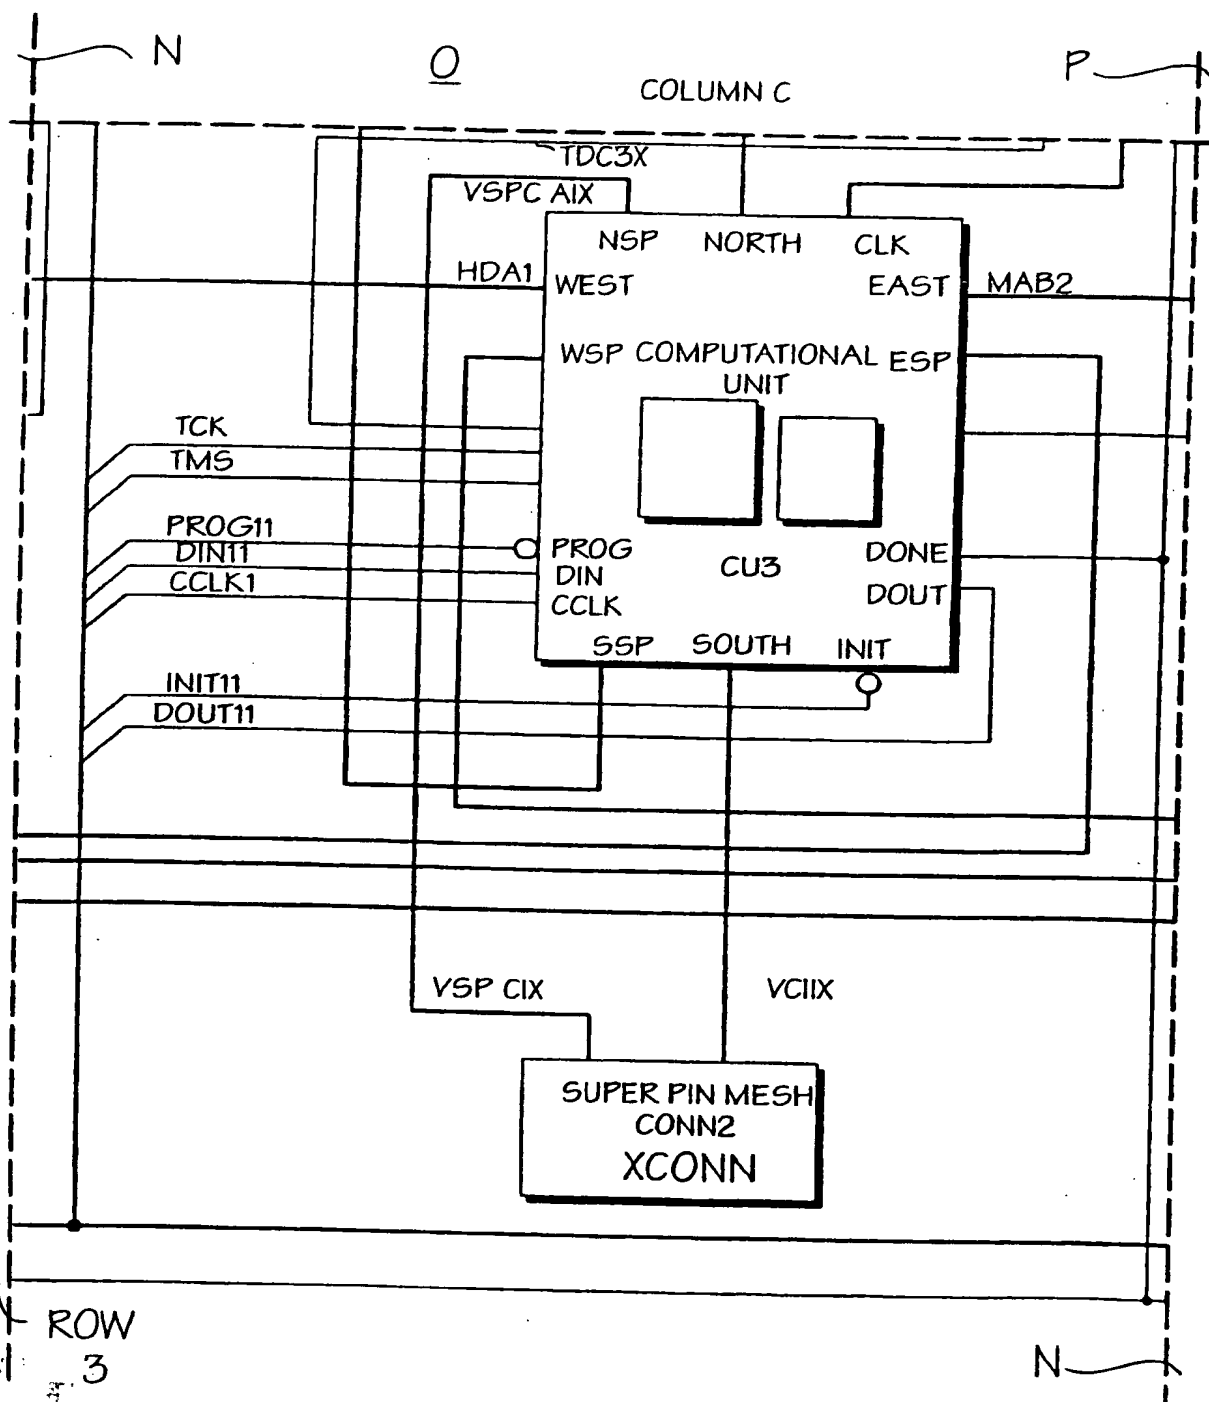 N
O
P
COLUMN C
TDC3X
VSPC AIX
NSP NORTH CLK
HDA1 WEST EAST MAB2
WSP COMPUTATIONAL ESP
UNIT
TCK
TMS
PROG11 PROG DONE
DIN11 DIN CU3
CCLK1 CCLK DOUT
SSP SOUTH INIT
INIT11
DOUT11
VSP CIX VCIIX
SUPER PIN MESH
CONN2
XCONN
ROW
3
N